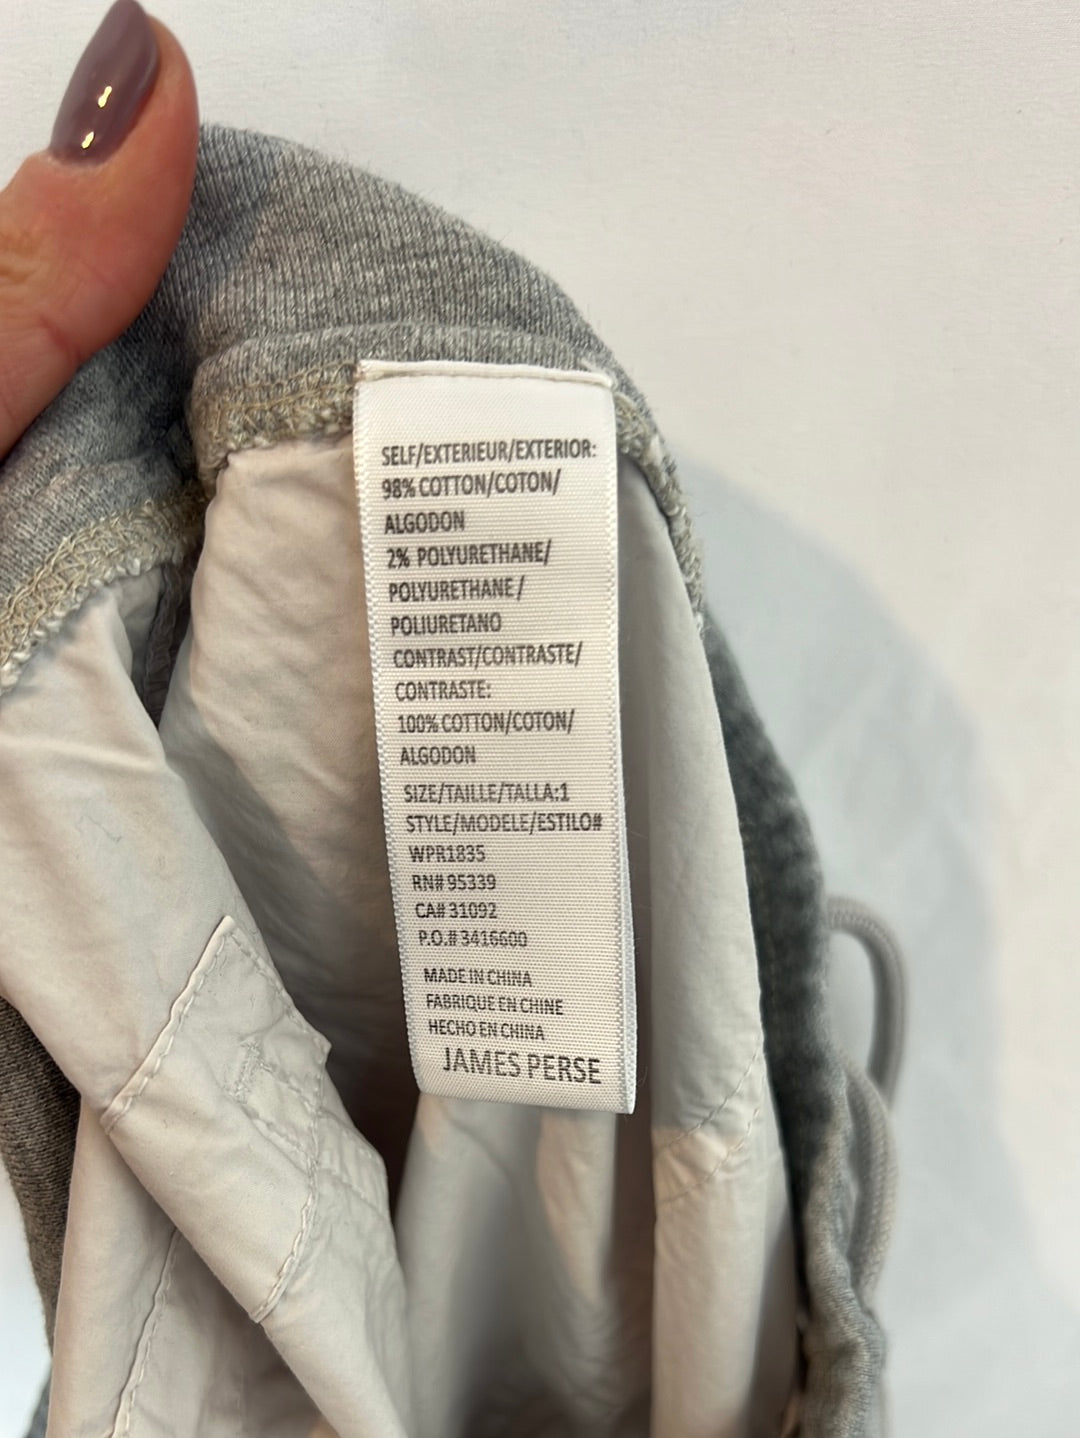 SELF/EXTERIEUR/EXTERIOR:
98% COTTON/COTON/
ALGODON
2% POLYURETHANE/
POLYURETHANE/
POLIURETANO
CONTRAST/CONTRASTE/
CONTRASTE:
100% COTTON/COTON/
ALGODON
SIZE/TAILLE/TALLA:1
STYLE/MODELE/ESTILO#
WPR1835
RN# 95339
CA# 31092
P.O.# 3416600
MADE IN CHINA
FABRIQUE EN CHINE
HECHO EN CHINA
JAMES PERSE